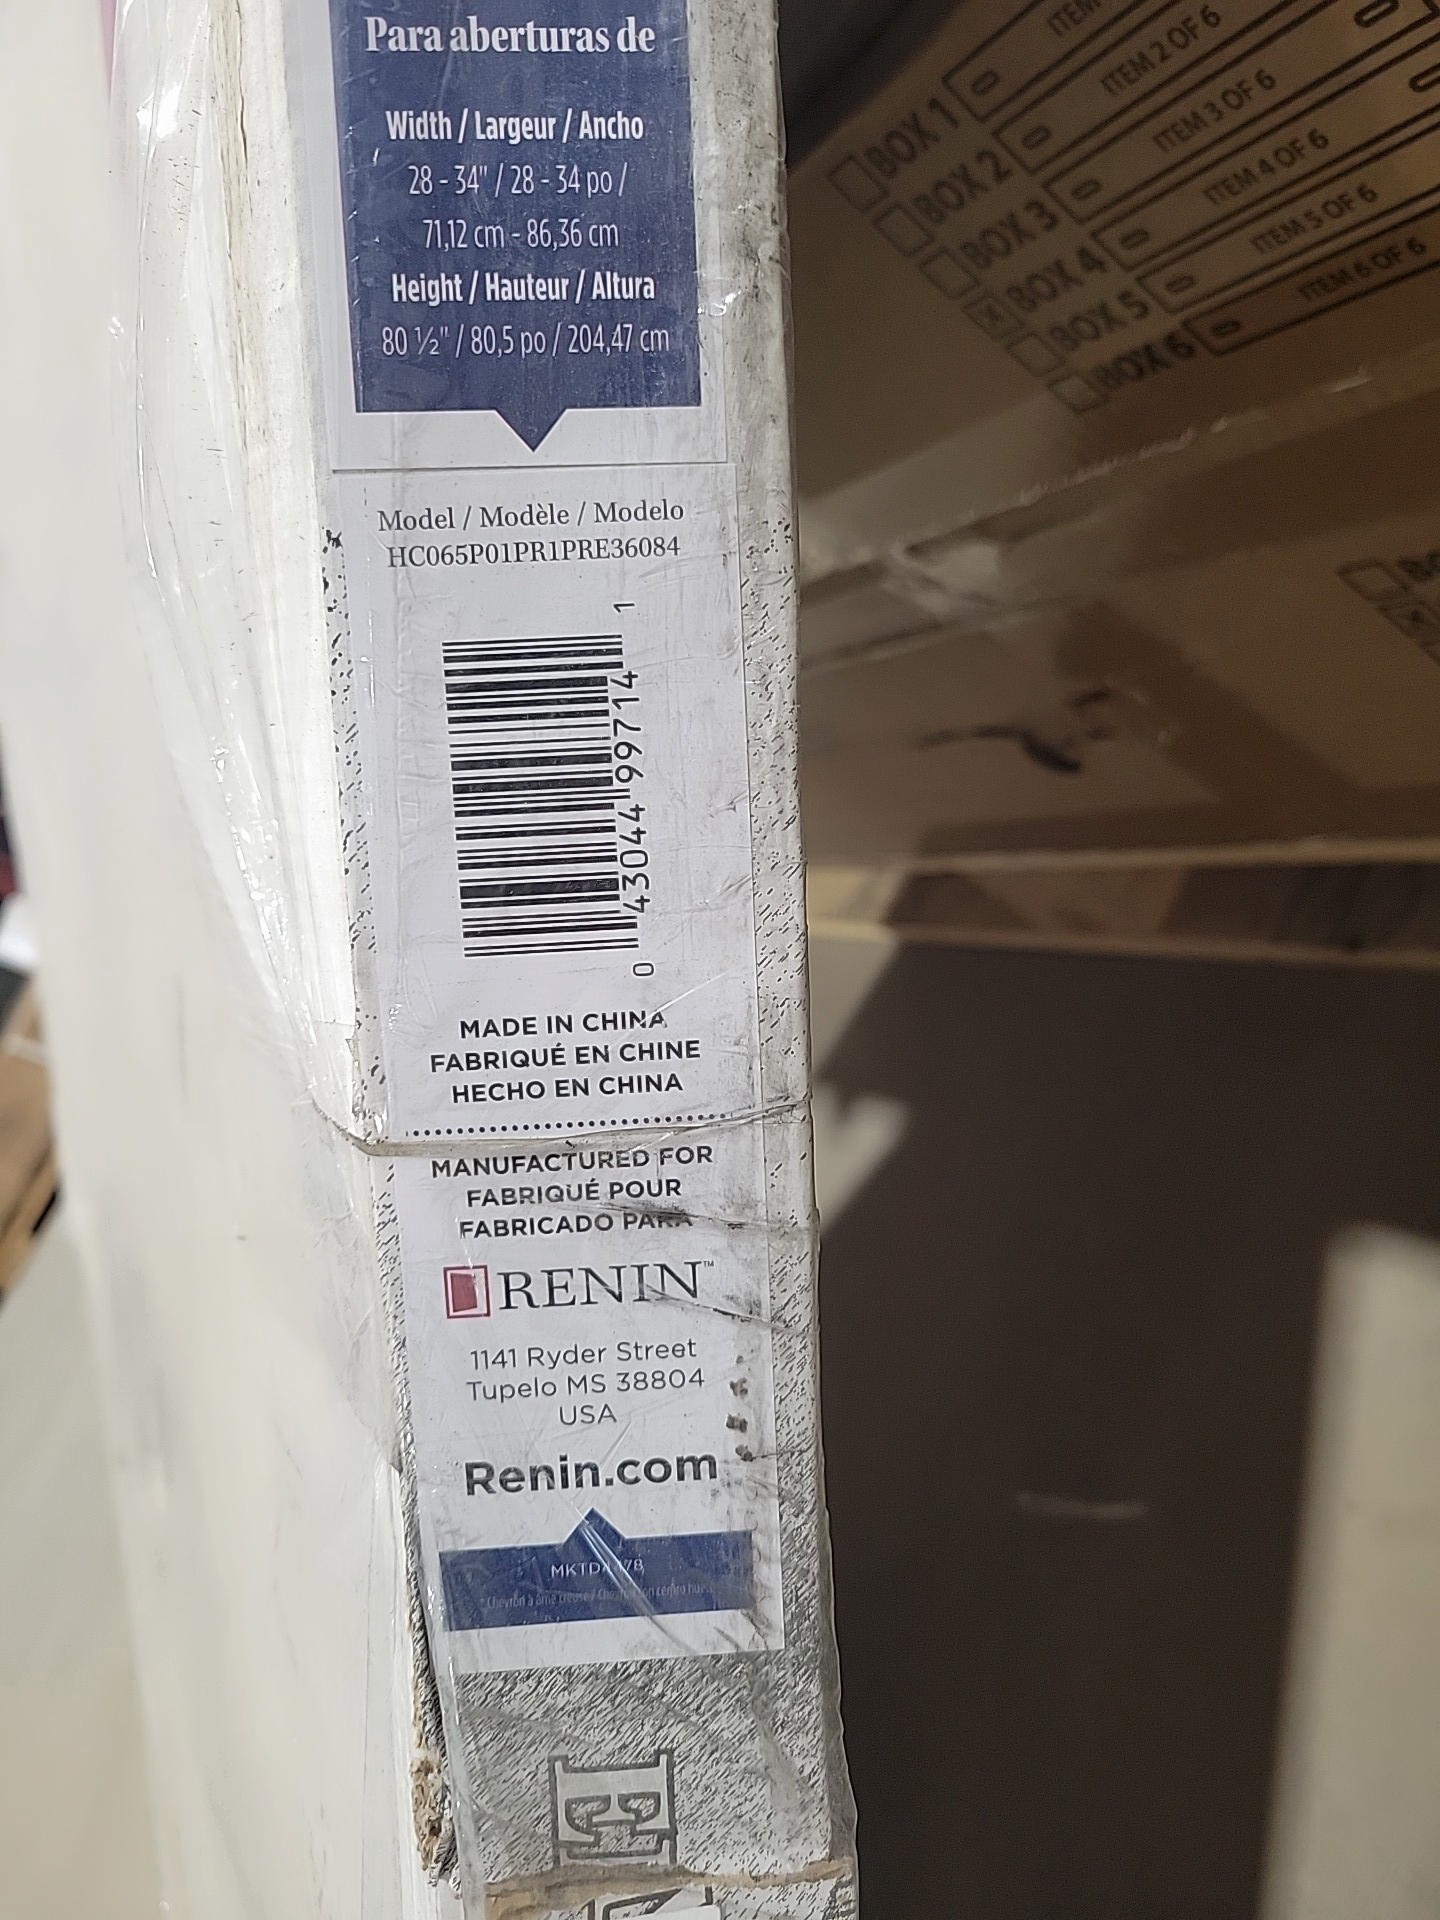 Para aberturas de
Width / Largeur / Ancho
28 - 34" / 28 - 34 po /
71,12 cm - 86,36 cm
Height / Hauteur / Altura
80 ½" / 80,5 po / 204,47 cm
Model / Modèle / Modelo
HC065P01PR1PRE36084
0 43044 99714 1
MADE IN CHINA
FABRIQUÉ EN CHINE
HECHO EN CHINA
MANUFACTURED FOR
FABRIQUÉ POUR
FABRICADO PARA
RENIN™
1141 Ryder Street
Tupelo MS 38804
USA
Renin.com
*Chevron à âme creuse /
BOX 1 ITEM
BOX 2 ITEM 2 OF 6
BOX 3 ITEM 3 OF 6
BOX 4 ITEM 4 OF 6
BOX 5 ITEM 5 OF 6
BOX 6 ITEM 6 OF 6